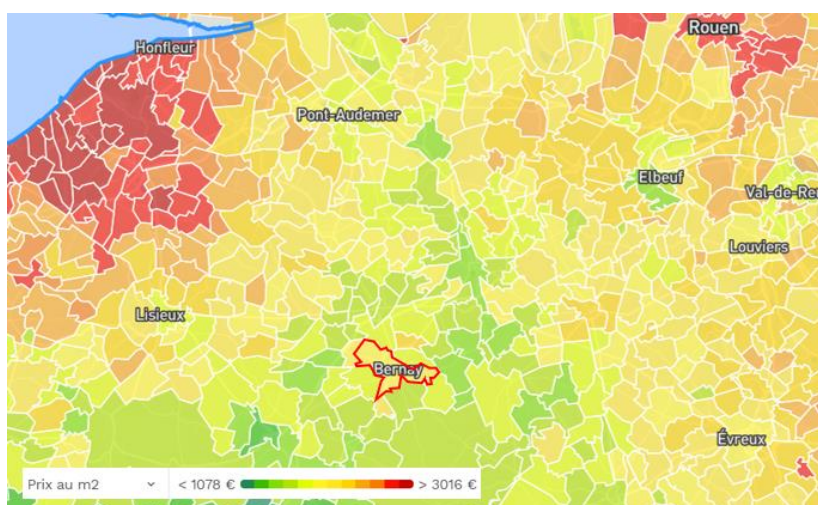 Honfleur
Rouen
Pont-Audemer
Elbeuf
Val-de-Re
Louviers
Lisieux
Bernay
Évreux
Prix au m2
< 1078 €
> 3016 €